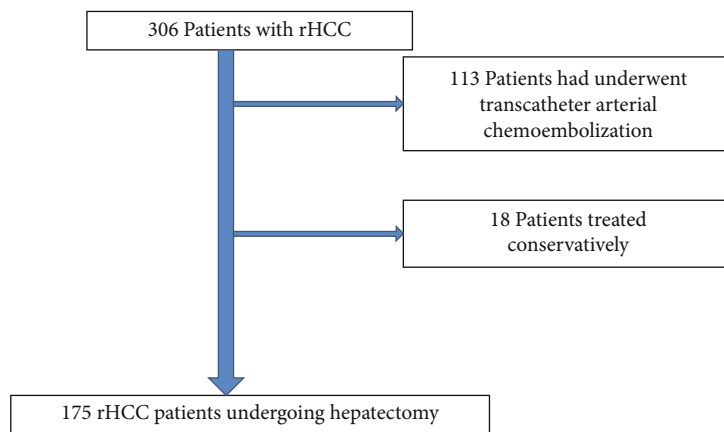 306 Patients with rHCC
113 Patients had underwent
transcatheter arterial
chemoembolization
18 Patients treated
conservatively
175 rHCC patients undergoing hepatectomy